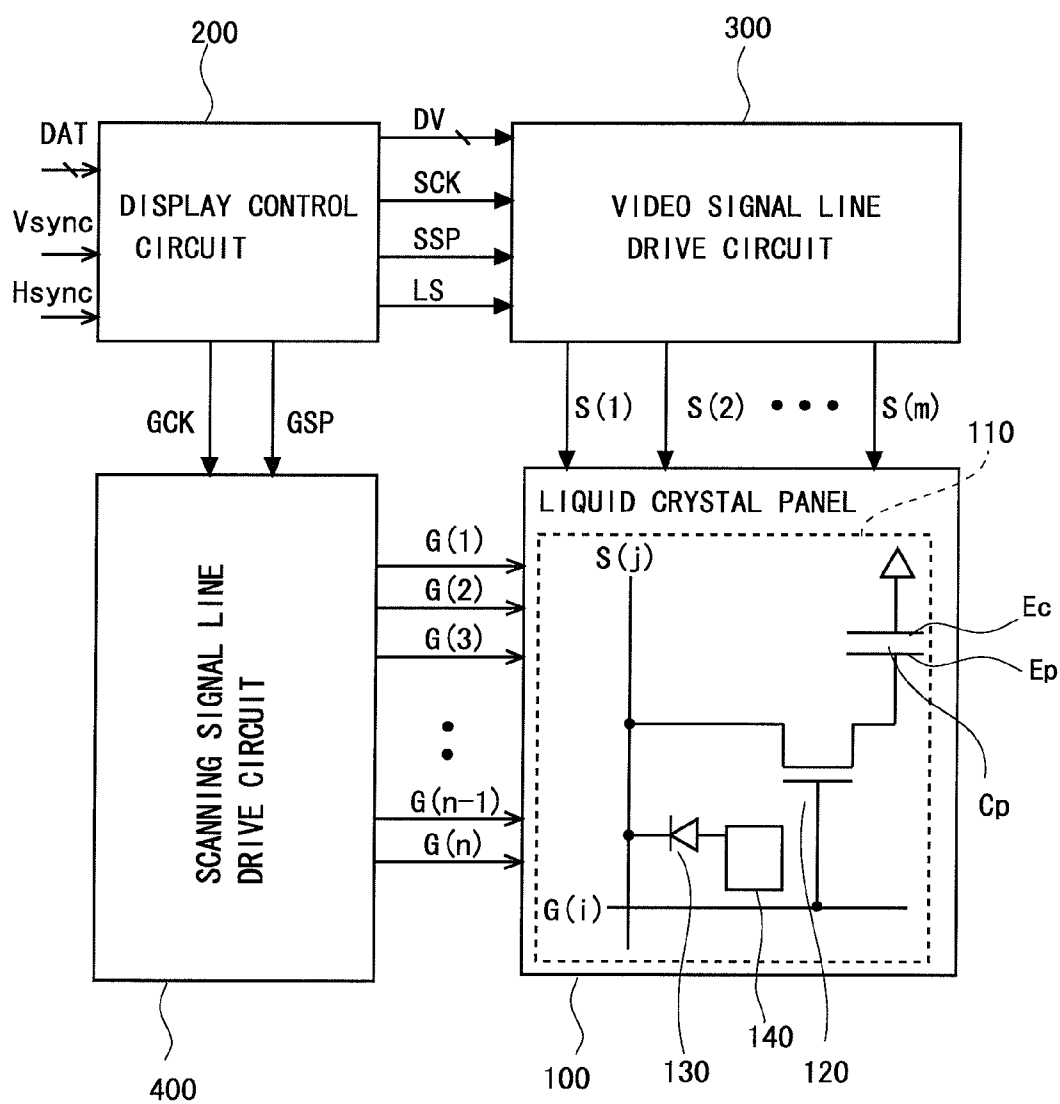 200
300
DAT
Vsync
Hsync
DISPLAY CONTROL
CIRCUIT
DV
SCK
SSP
LS
VIDEO SIGNAL LINE
DRIVE CIRCUIT
GCK
GSP
S(1)
S(2)
S(m)
110
SCANNING SIGNAL LINE
DRIVE CIRCUIT
G(1)
G(2)
G(3)
G(n-1)
G(n)
LIQUID CRYSTAL PANEL
S(j)
Ec
Ep
Cp
G(i)
400
100
130
140
120